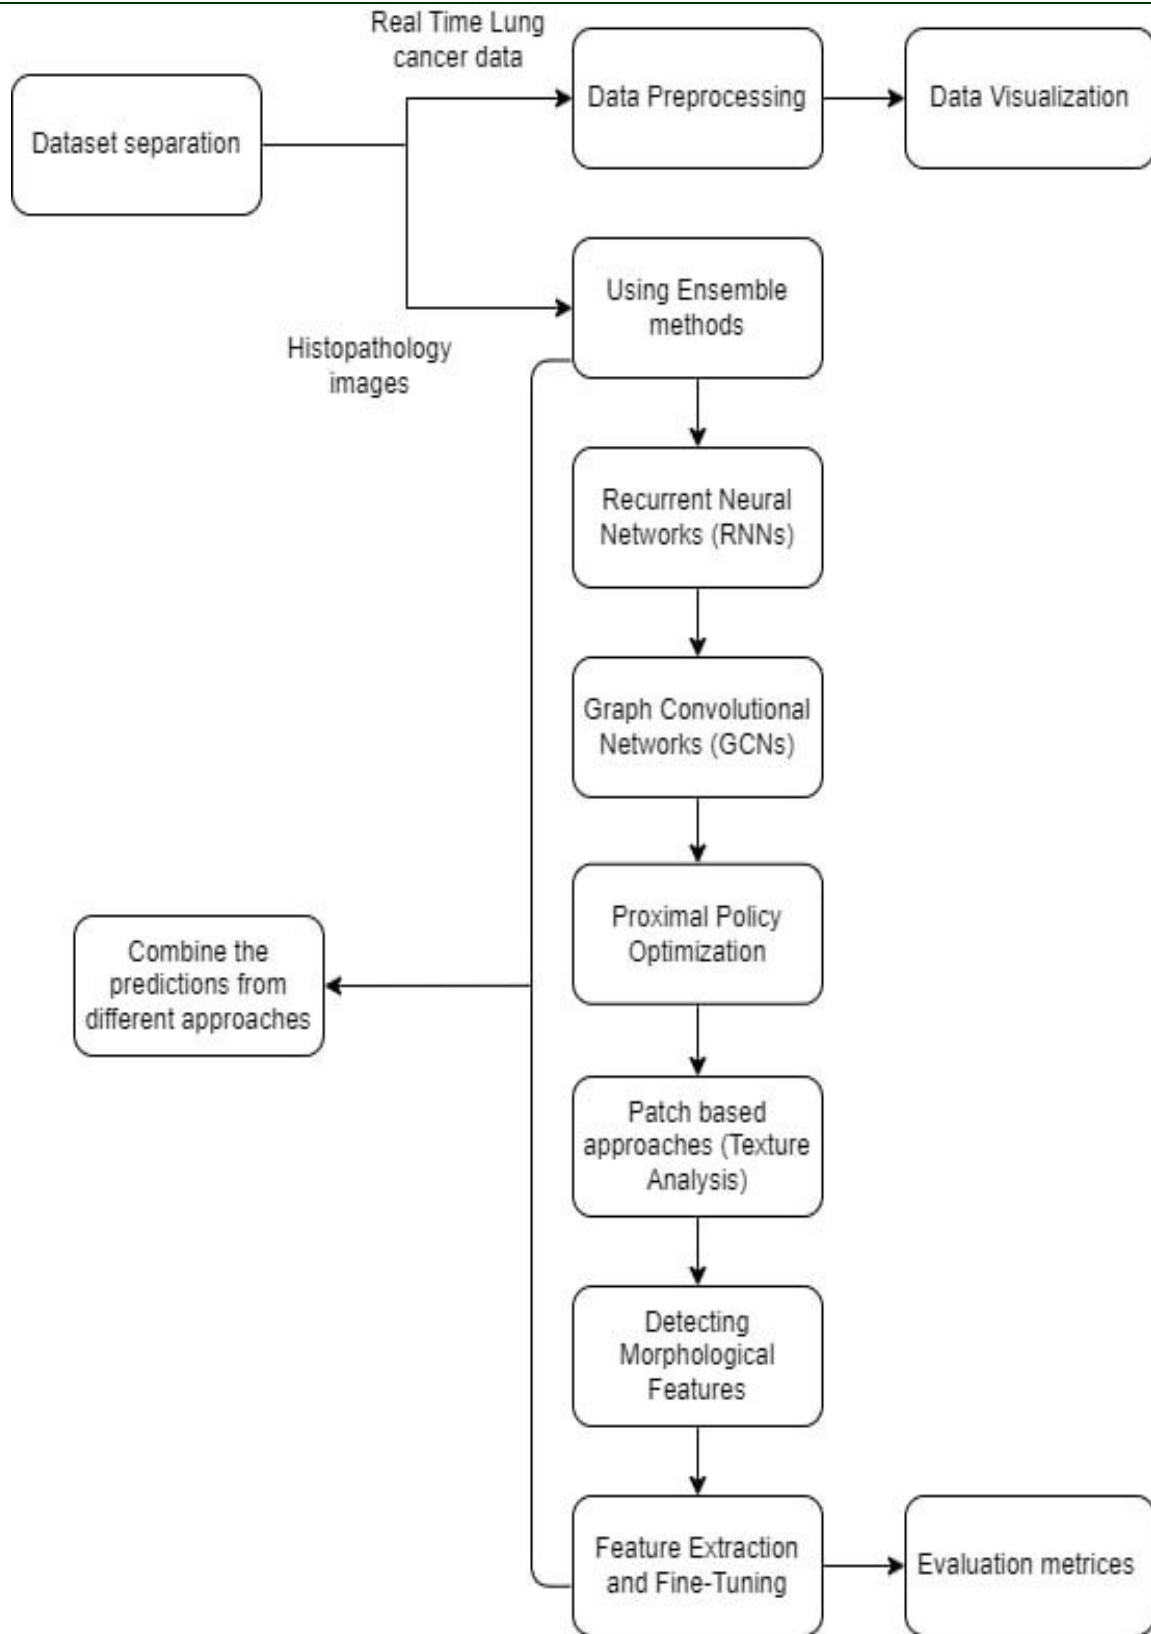 Real Time Lung
cancer data
Dataset separation
Data Preprocessing
Data Visualization
Using Ensemble
methods
Histopathology
images
Recurrent Neural
Networks (RNNs)
Graph Convolutional
Networks (GCNs)
Proximal Policy
Optimization
Combine the
predictions from
different approaches
Patch based
approaches (Texture
Analysis)
Detecting
Morphological
Features
Feature Extraction
and Fine-Tuning
Evaluation metrices